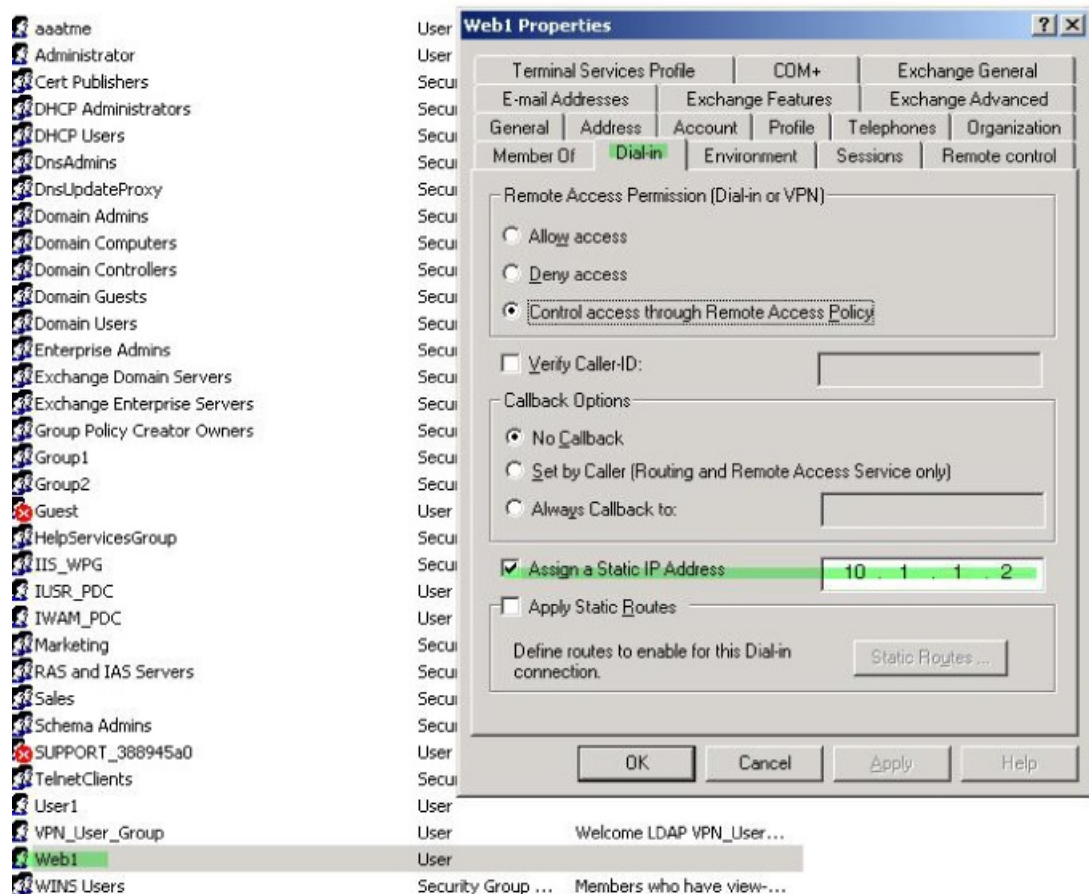 aaatme User
Administrator User
Cert Publishers Secu
DHCP Administrators Secu
DHCP Users Secu
DnsAdmins Secu
DnsUpdateProxy Secu
Domain Admins Secu
Domain Computers Secu
Domain Controllers Secu
Domain Guests Secu
Domain Users Secu
Enterprise Admins Secu
Exchange Domain Servers Secu
Exchange Enterprise Servers Secu
Group Policy Creator Owners Secu
Group1 Secu
Group2 Secu
Guest User
HelpServicesGroup Secu
IIS_WPG Secu
IUSR_PDC User
IWAM_PDC User
Marketing Secu
RAS and IAS Servers Secu
Sales Secu
Schema Admins Secu
SUPPORT_388945a0 User
TelnetClients Secu
User1 User
VPN_User_Group User Welcome LDAP VPN_User...
Web1 User
WINS Users Security Group ... Members who have view-...
Web1 Properties
Terminal Services Profile COM+ Exchange General
E-mail Addresses Exchange Features Exchange Advanced
General Address Account Profile Telephones Organization
Member Of Dial-in Environment Sessions Remote control
Remote Access Permission (Dial-in or VPN)
Allow access
Deny access
Control access through Remote Access Policy
Verify Caller-ID:
Callback Options
No Callback
Set by Caller (Routing and Remote Access Service only)
Always Callback to:
Assign a Static IP Address 10 . 1 . 1 . 2
Apply Static Routes
Define routes to enable for this Dial-in
connection.
Static Routes ...
OK Cancel Apply Help